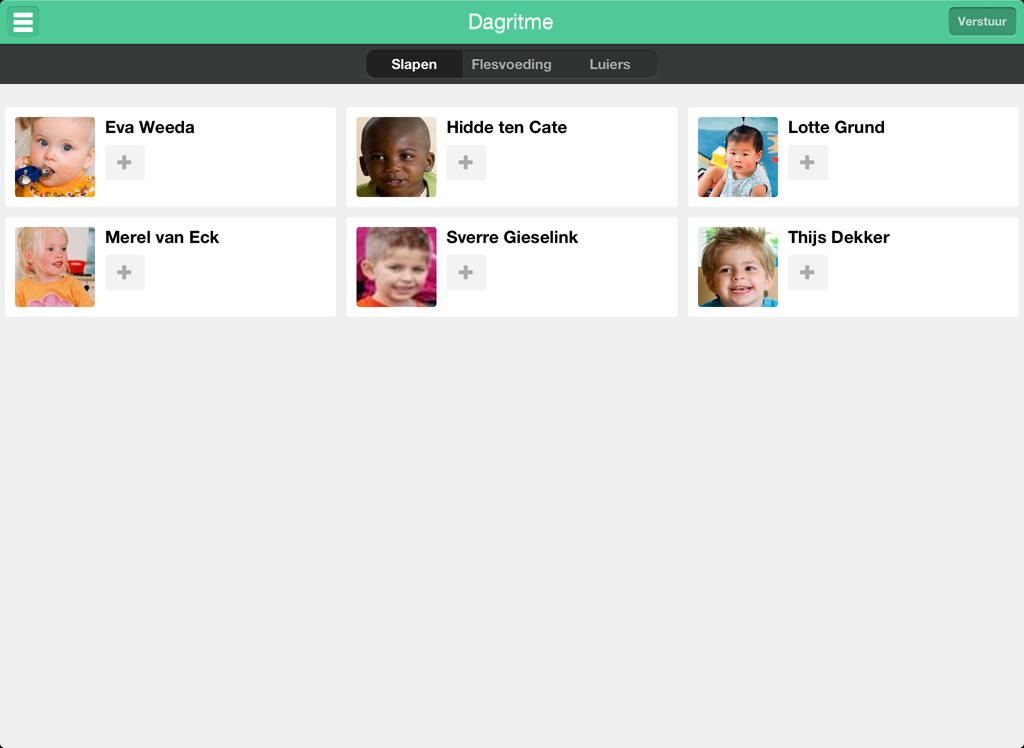 Dagritme
Verstuur
Slapen
Flesvoeding
Luiers
Eva Weeda
Hidde ten Cate
Lotte Grund
Merel van Eck
Sverre Gieselink
Thijs Dekker